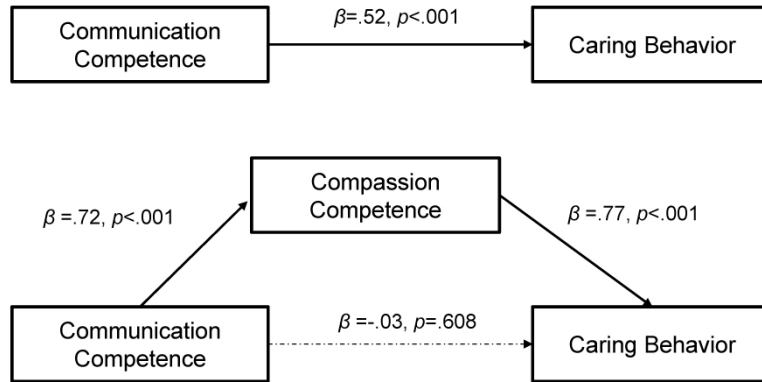 β=.52, p<.001
Communication
Competence
Caring Behavior
Compassion
Competence
β =.72, p<.001
β=.77, p<.001
β =-.03, p=.608
Communication
Competence
Caring Behavior